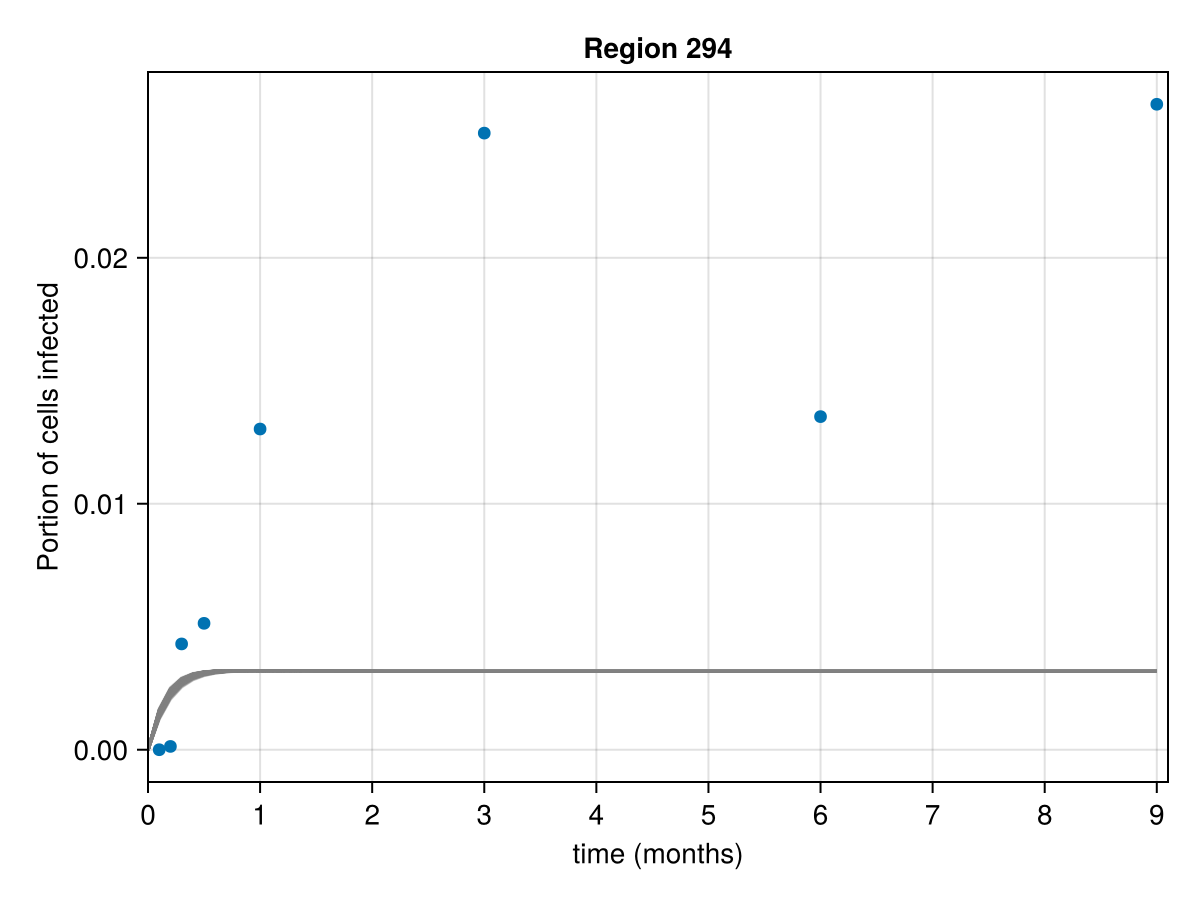 Region 294
Portion of cells infected
0.02
0.01
0.00
0 1 2 3 4 5 6 7 8 9
time (months)